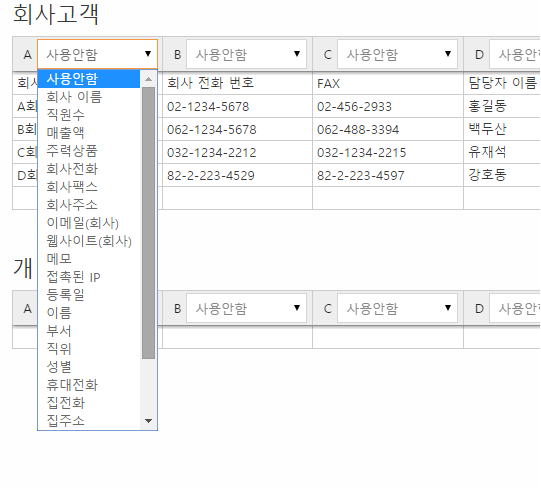 회사고객
A 사용안함 B 사용안함 C 사용안함 D 사용안함
회사 전화 번호 FAX 담당자 이름
A회 02-1234-5678 02-456-2933 홍길동
B회 062-1234-5678 062-488-3394 백두산
C회 032-1234-2212 032-1234-2215 유재석
D회 82-2-223-4529 82-2-223-4597 강호동
사용안함
회사 이름
직원수
매출액
주력상품
회사전화
회사팩스
회사주소
이메일(회사)
웹사이트(회사)
메모
접촉된 IP
등록일
이름
부서
직위
성별
휴대전화
집전화
집주소
개
A B 사용안함 C 사용안함 D 사용안함